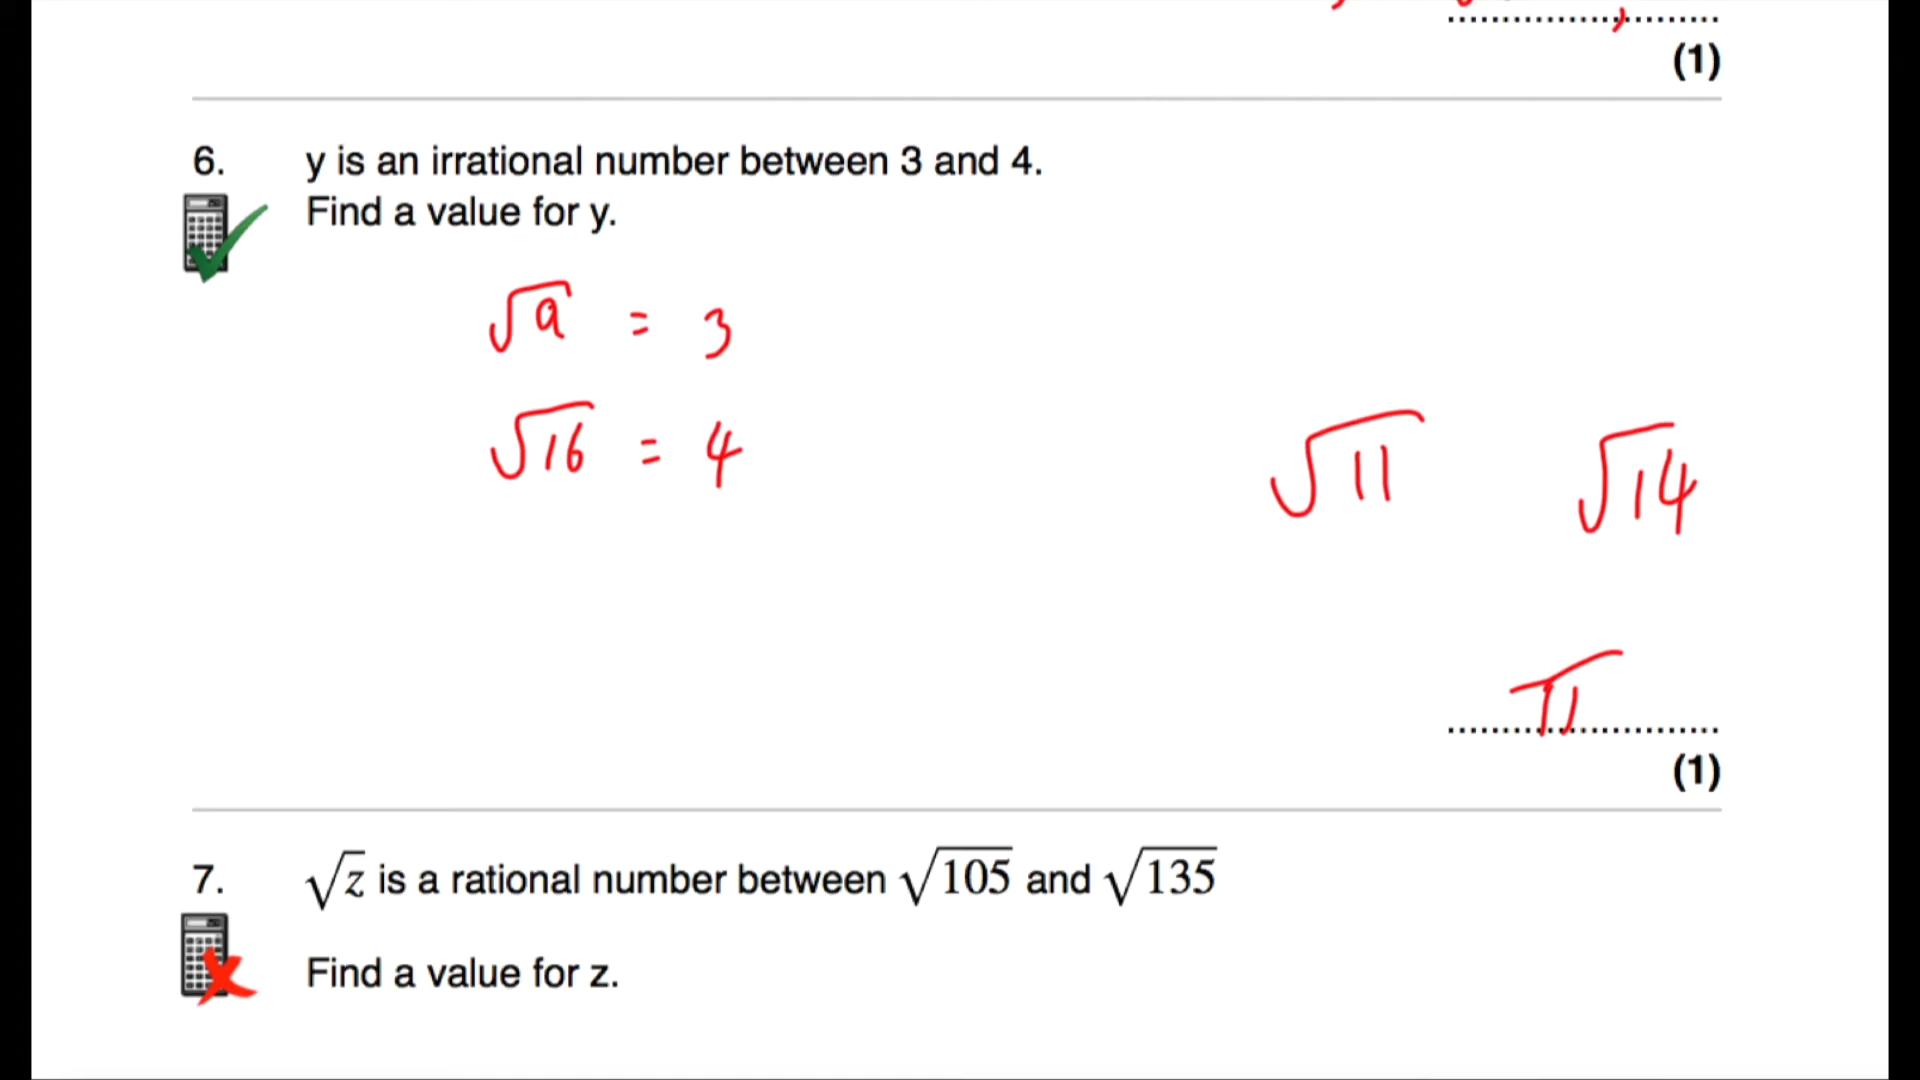 (1)
6. y is an irrational number between 3 and 4.
Find a value for y.
√9 = 3
√16 = 4
√11 √14
π
(1)
7. √z is a rational number between √105 and √135
Find a value for z.